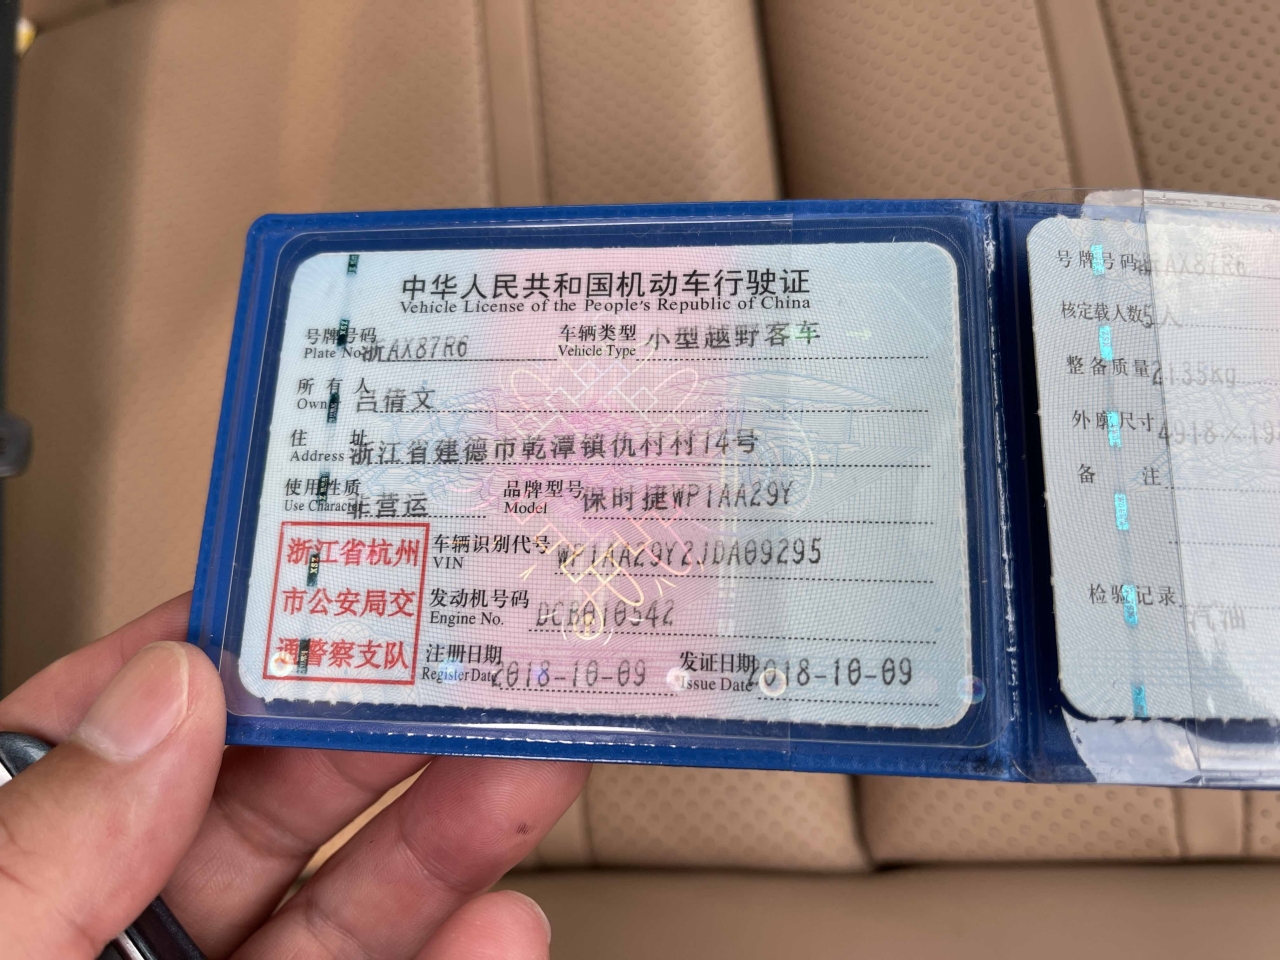 中华人民共和国机动车行驶证
Vehicle License of the People's Republic of China
号牌号码 Plate No. 浙AX87R6 车辆类型 Vehicle Type 小型越野客车
所有人 Owner 吕倩文
住址 Address 浙江省建德市乾潭镇仇村村14号
使用性质 Use Character 非营运 品牌型号 Model 保时捷WP1AA29Y
浙江省杭州
市公安局交
通警察支队
车辆识别代号 VIN WP1AA29Y2JDA09295
发动机号码 Engine No. DCB010542
注册日期 Register Date 2018-10-09 发证日期 Issue Date 2018-10-09
号牌号码 浙AX87R6
核定载人数 5人
整备质量 2135kg
外廓尺寸 4918×19
备注
检验记录
汽油